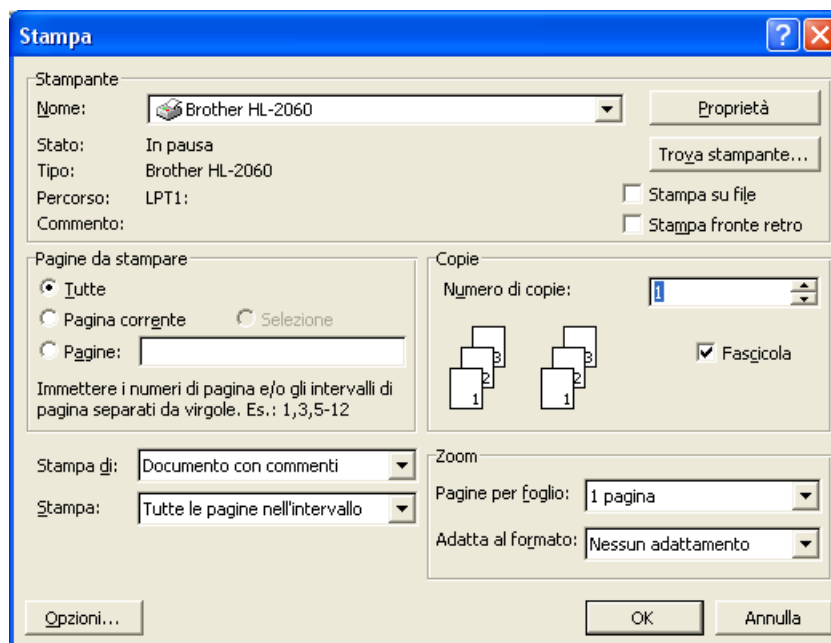 Stampa
Stampante
Nome: Brother HL-2060 Proprietà
Stato: In pausa Trova stampante...
Tipo: Brother HL-2060
Percorso: LPT1: Stampa su file
Commento: Stampa fronte retro
Pagine da stampare
Tutte
Pagina corrente Selezione
Pagine:
Immettere i numeri di pagina e/o gli intervalli di
pagina separati da virgole. Es.: 1,3,5-12
Copie
Numero di copie: 1
3 3
2 2
1 1
Fascicola
Stampa di: Documento con commenti
Stampa: Tutte le pagine nell'intervallo
Zoom
Pagine per foglio: 1 pagina
Adatta al formato: Nessun adattamento
Opzioni... OK Annulla